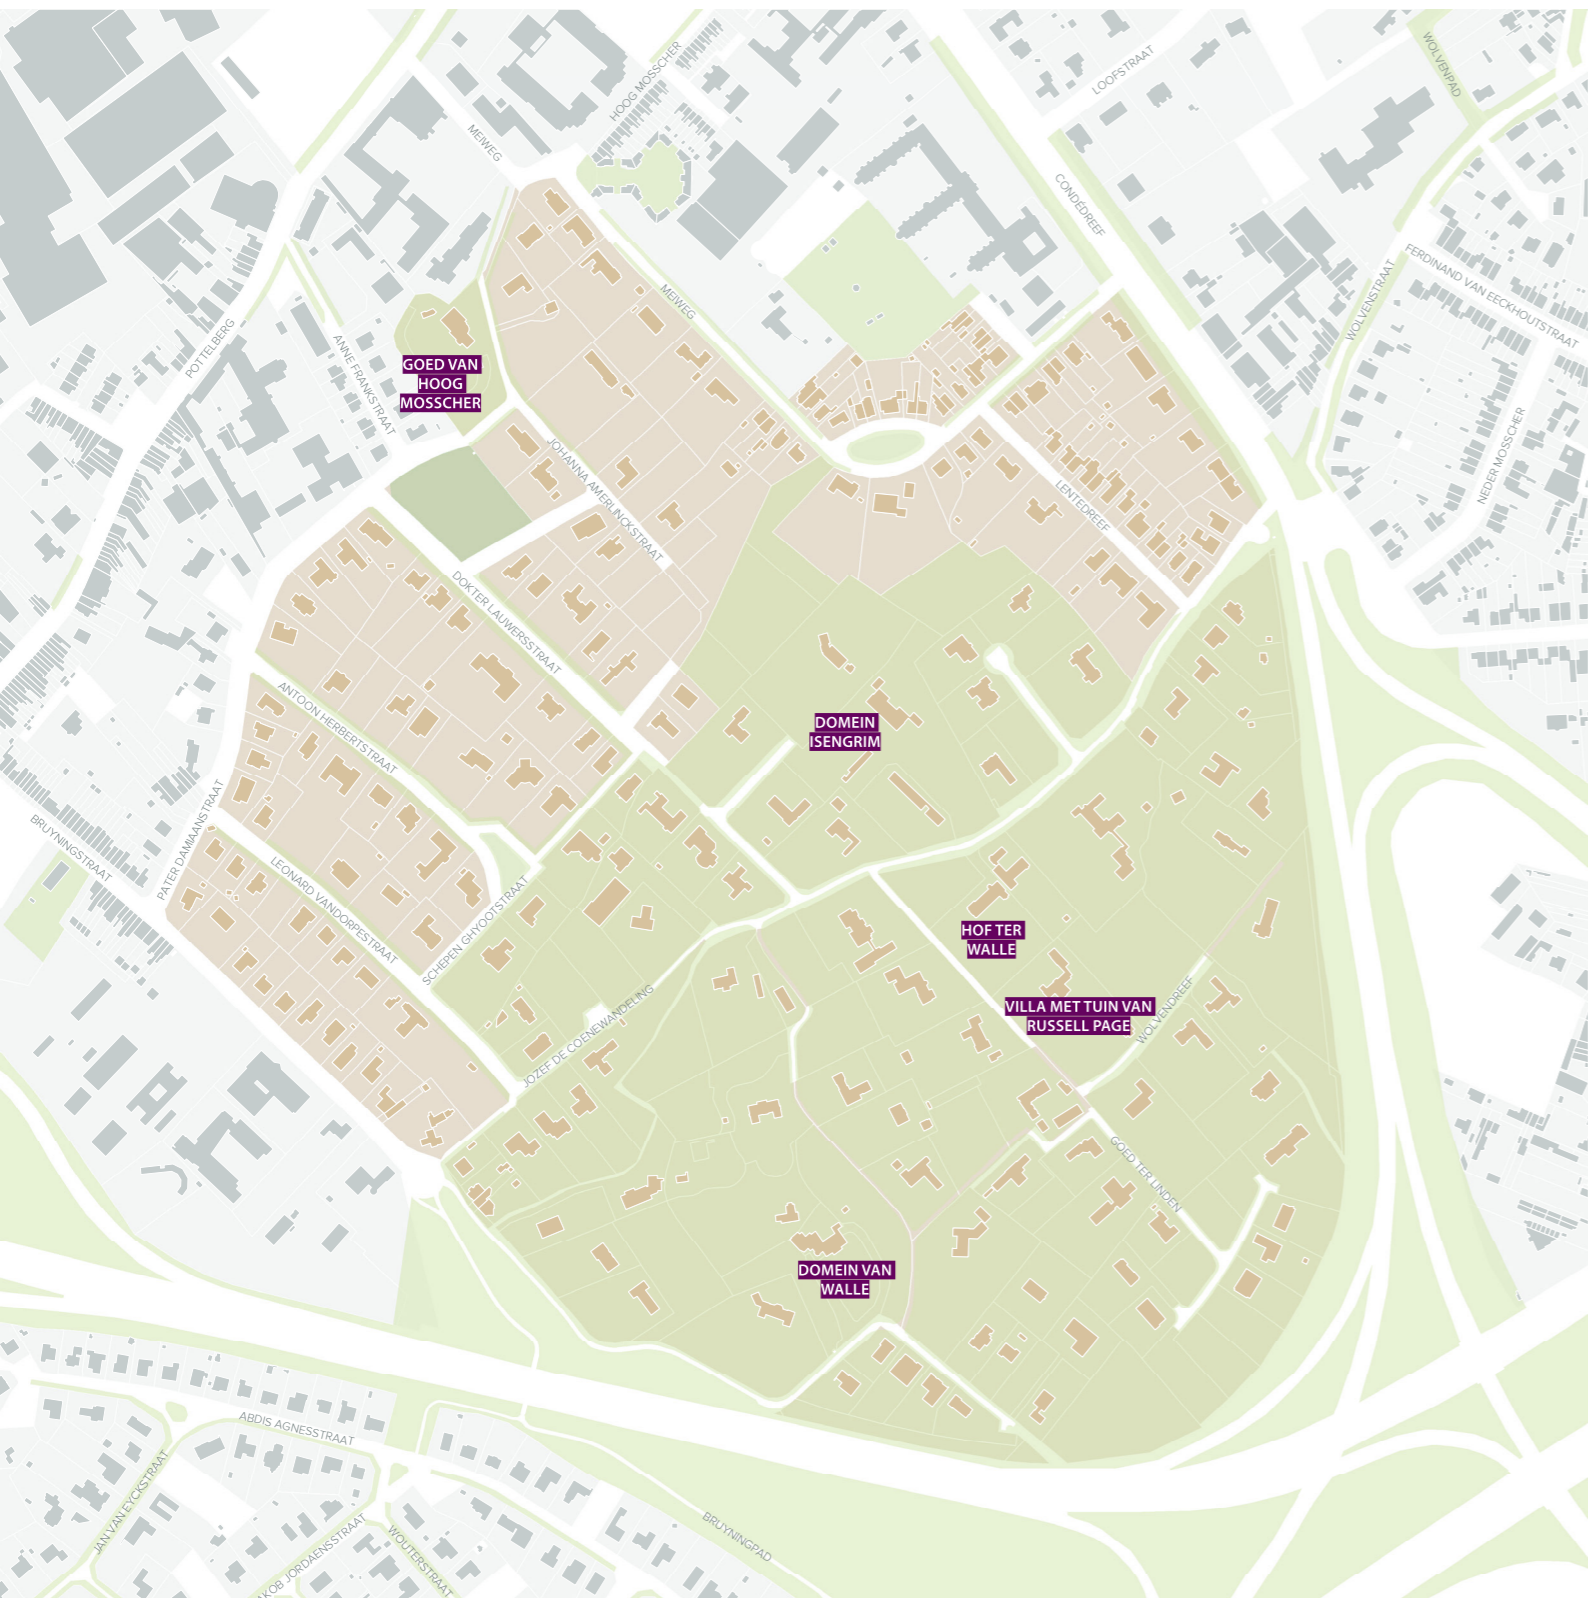 HOOG MOSSCHER
LOOFSTRAAT
WOLVENPAD
MEIWEG
CONDÉDREEF
FERDINAND VAN EECKHOUTSTRAAT
WOLVENSTRAAT
MEIWEG
POTTELBERG
ANNE FRANKSTRAAT
GOED VAN
HOOG
MOSSCHER
JOHANNA AMERLINCKSTRAAT
LENTEDREEF
NEDER MOSSCHER
DOKTER LAUWERSSTRAAT
ANTOON HERBERTSTRAAT
DOMEIN
ISENGRIM
PATER DAMIAANSTRAAT
BRUYNINGSTRAAT
LEONARD VANDORPESTRAAT
SCHEPEN GHYOOTSTRAAT
HOF TER
WALLE
JOZEF DE COENEWANDELING
VILLA MET TUIN VAN
RUSSELL PAGE
WOLVENDREEF
GOED TER LINDEN
DOMEIN VAN
WALLE
ABDIS AGNESSTRAAT
JAN VAN EYCKSTRAAT
KOB JORDAENSSTRAAT
WOUTERSTRAAT
BRUYNINGPAD